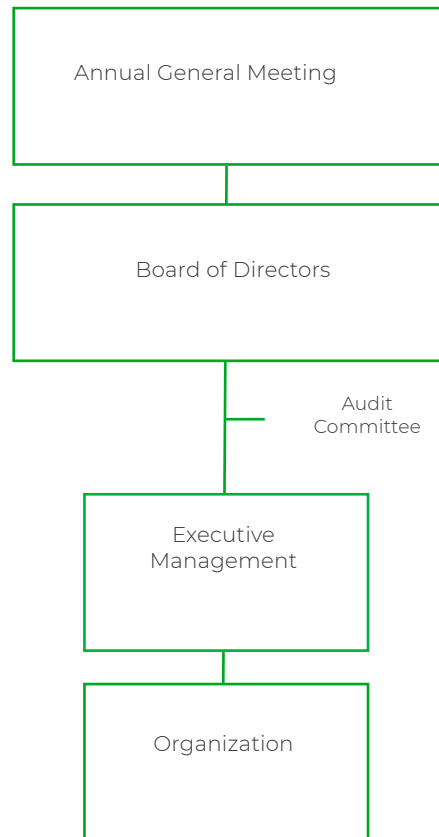 Annual General Meeting
Board of Directors
Audit
Committee
Executive
Management
Organization